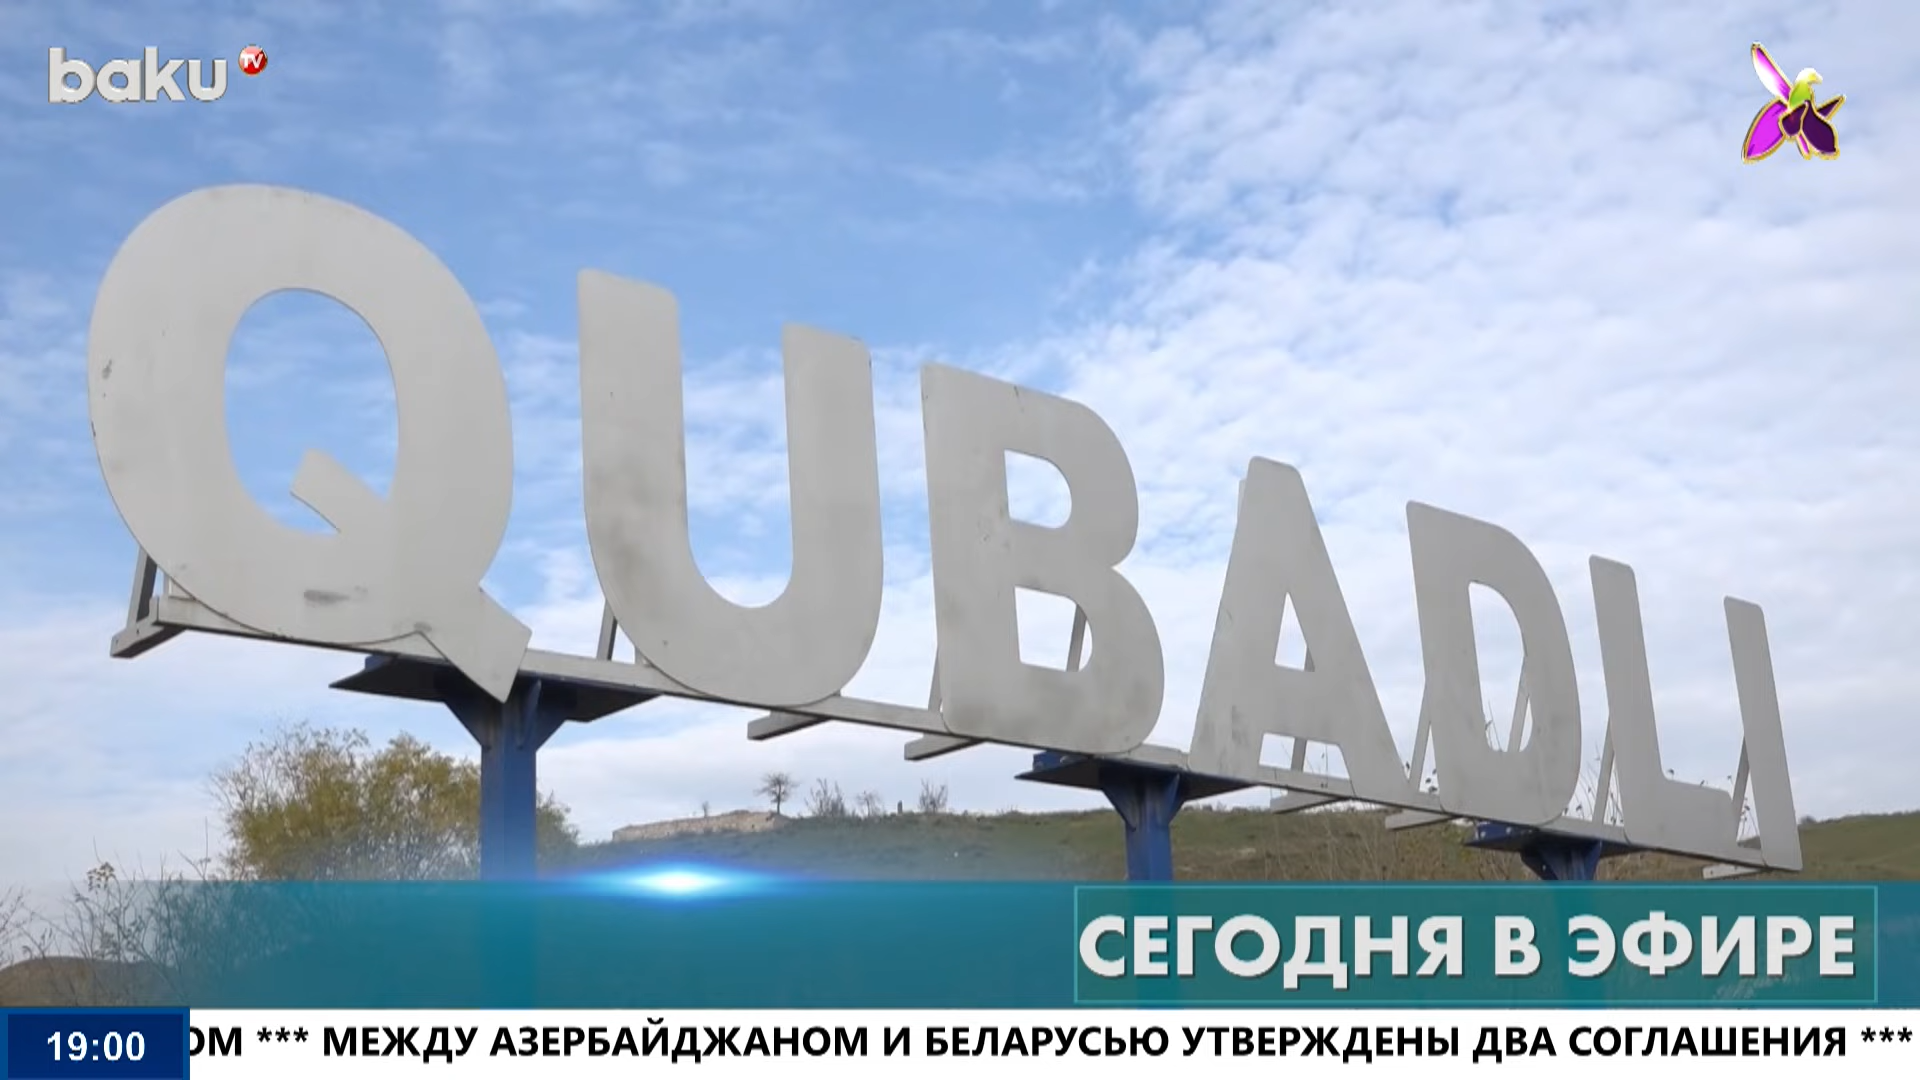 baku TV
QUBADLI
СЕГОДНЯ В ЭФИРЕ
19:00 ОМ *** МЕЖДУ АЗЕРБАЙДЖАНОМ И БЕЛАРУСЬЮ УТВЕРЖДЕНЫ ДВА СОГЛАШЕНИЯ ***